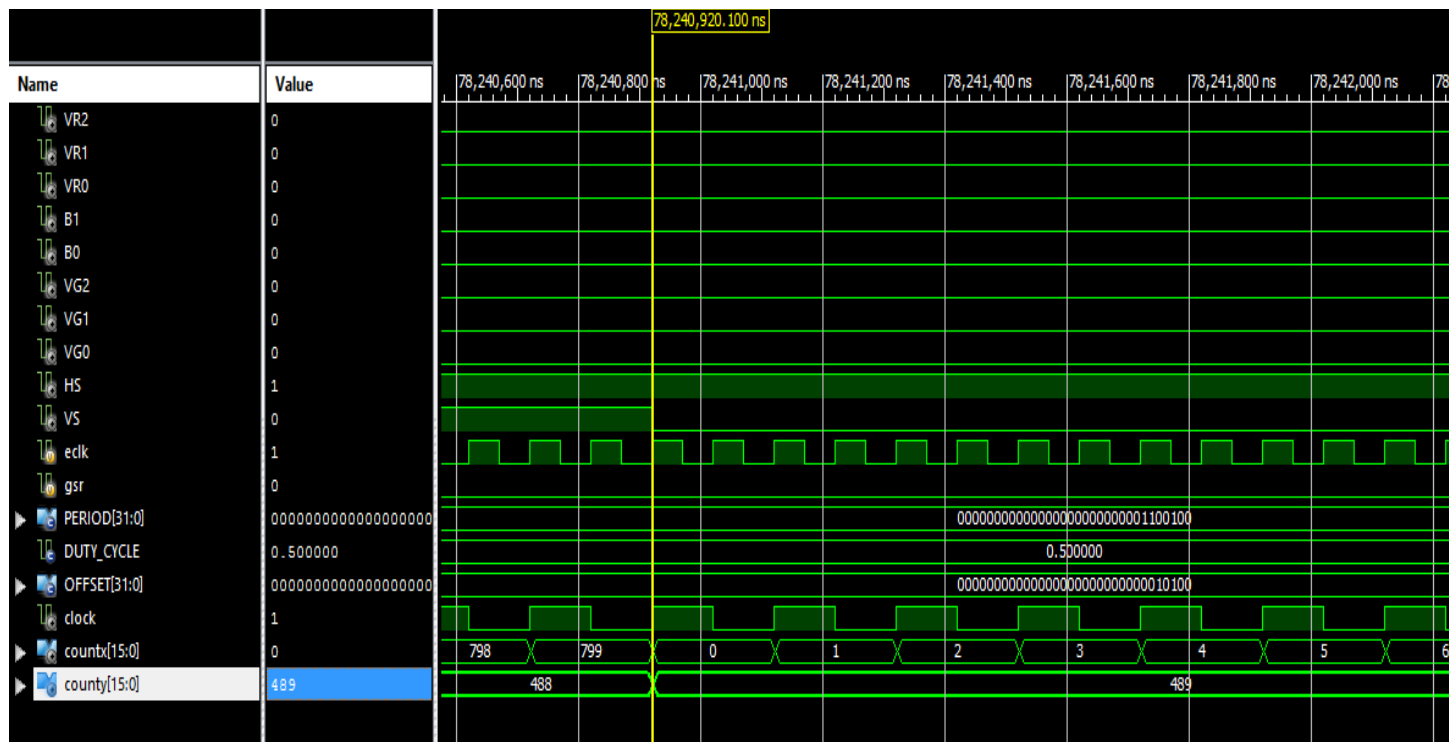 78,240,920.100 ns
Name Value 78,240,600 ns 78,240,800 ns 78,241,000 ns 78,241,200 ns 78,241,400 ns 78,241,600 ns 78,241,800 ns 78,242,000 ns 78
VR2 0
VR1 0
VR0 0
B1 0
B0 0
VG2 0
VG1 0
VG0 0
HS 1
VS 0
eclk 1
gsr 0
PERIOD[31:0] 0000000000000000000 00000000000000000000000001100100
DUTY_CYCLE 0.500000 0.500000
OFFSET[31:0] 0000000000000000000 00000000000000000000000000010100
clock 1
countx[15:0] 0 798 799 0 1 2 3 4 5 6
county[15:0] 489 488 489